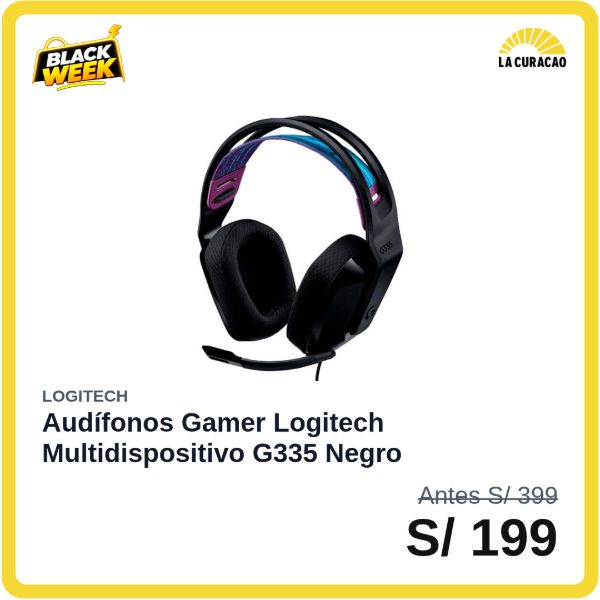 BLACK
WEEK
LA CURACAO
G335
LOGITECH
Audífonos Gamer Logitech
Multidispositivo G335 Negro
Antes S/ 399
S/ 199